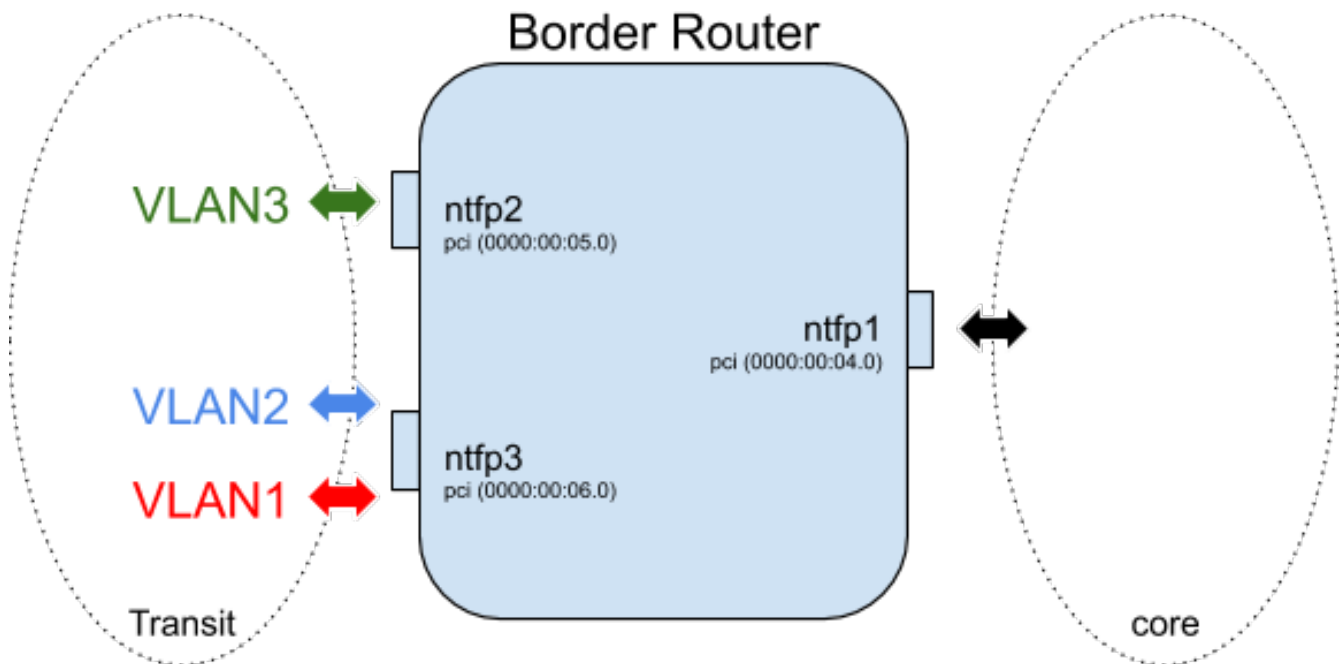 Border Router
VLAN3
ntfp2
pci (0000:00:05.0)
ntfp1
pci (0000:00:04.0)
VLAN2
ntfp3
pci (0000:00:06.0)
VLAN1
Transit
core